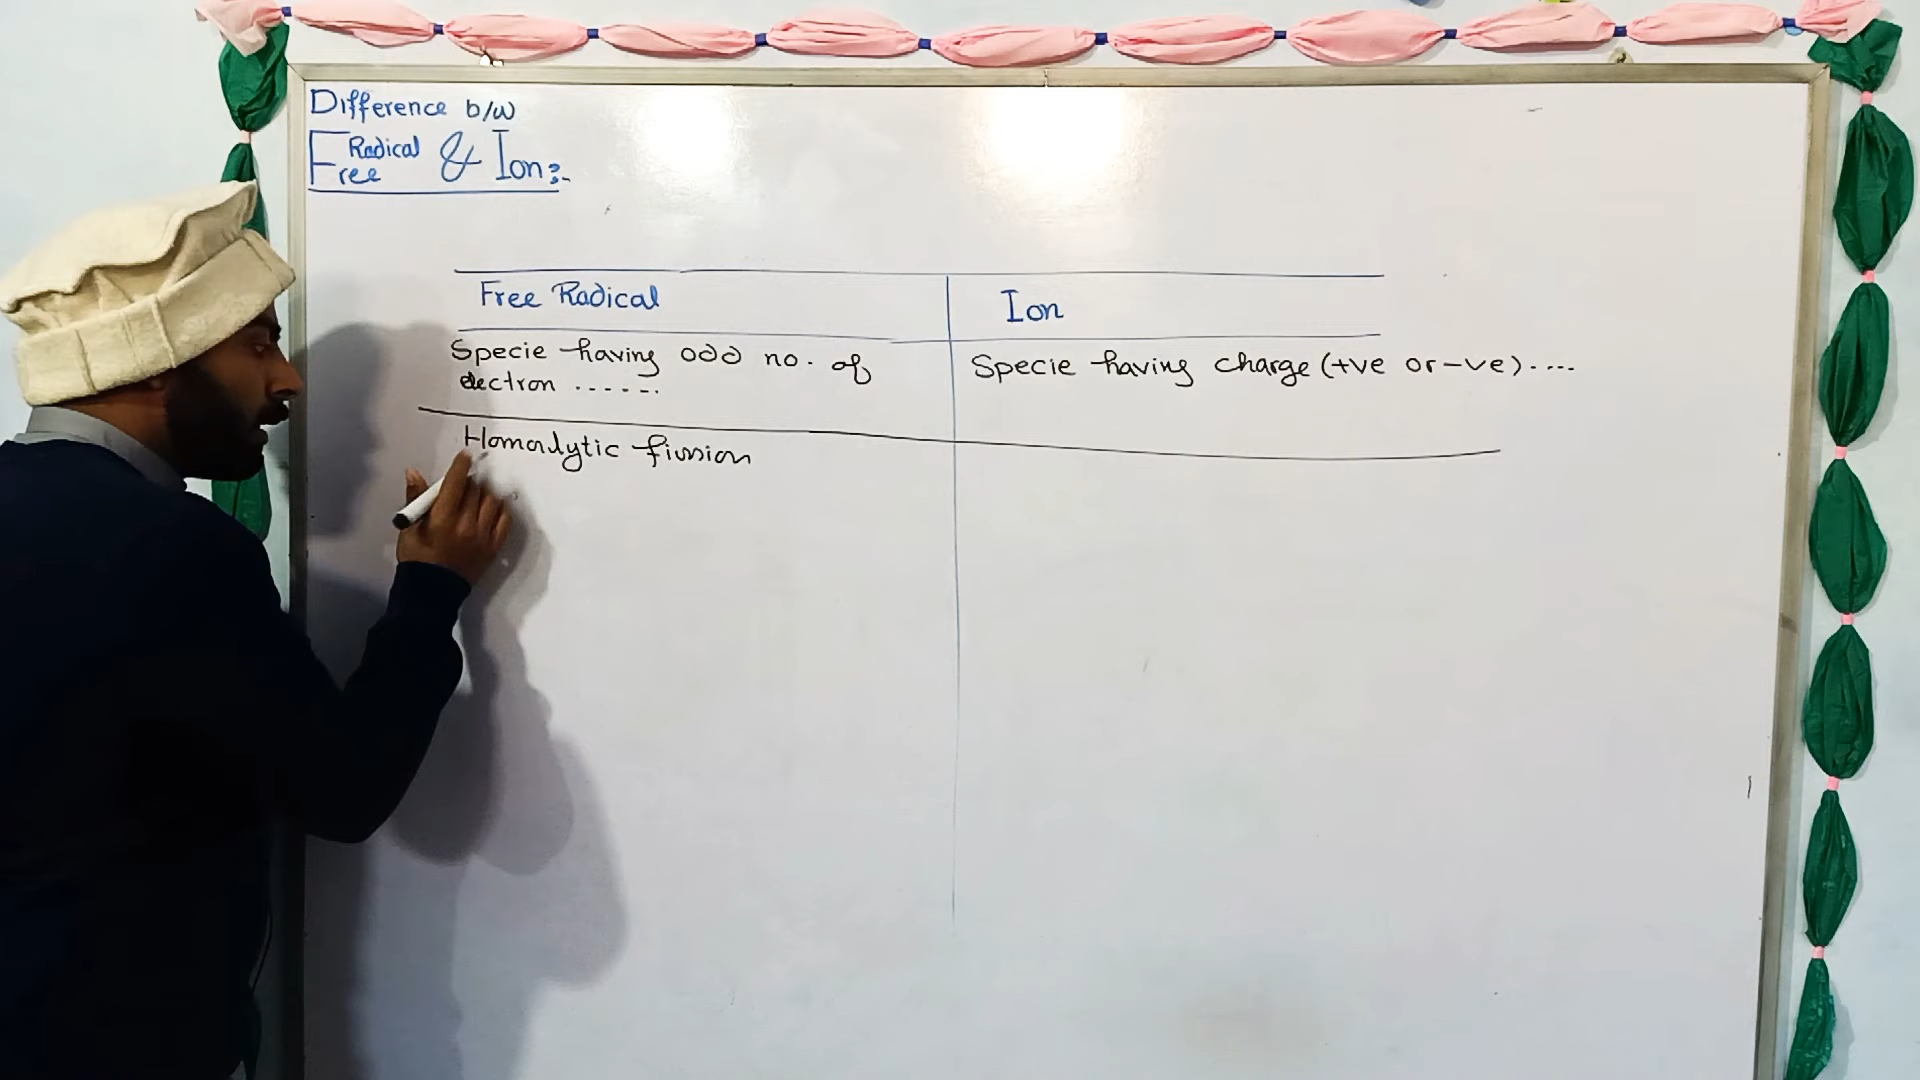 Difference b/w
Free Radical & Ion:-
Free Radical
Ion
Specie having odd no. of
electron ......
Specie having charge (+ve or -ve)....
Homolytic fission